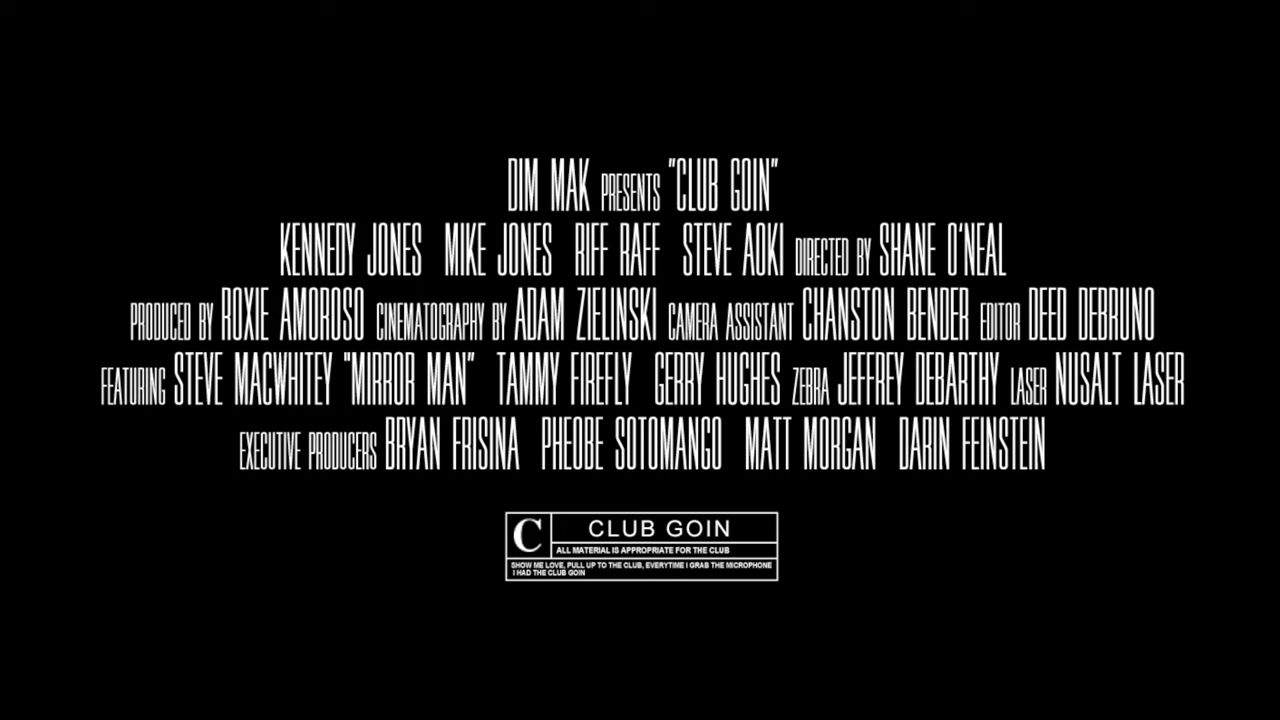 DIM MAK PRESENTS "CLUB GOIN"
KENNEDY JONES MIKE JONES RIFF RAFF STEVE AOKI DIRECTED BY SHANE O'NEAL
PRODUCED BY ROXIE AMOROSO CINEMATOGRAPHY BY ADAM ZIELINSKI CAMERA ASSISTANT CHANSTON BENDER EDITOR DEED DEBRUNO
FEATURING STEVE MACWHITEY "MIRROR MAN" TAMMY FIREFLY GERRY HUGHES ZEBRA JEFFREY DEBARTHY LASER NUSALT LASER
EXECUTIVE PRODUCERS BRYAN FRISINA PHEOBE SOTOMANGO MATT MORGAN DARIN FEINSTEIN
C CLUB GOIN
ALL MATERIAL IS APPROPRIATE FOR THE CLUB
SHOW ME LOVE, PULL UP TO THE CLUB, EVERYTIME I GRAB THE MICROPHONE
I HAD THE CLUB GOIN